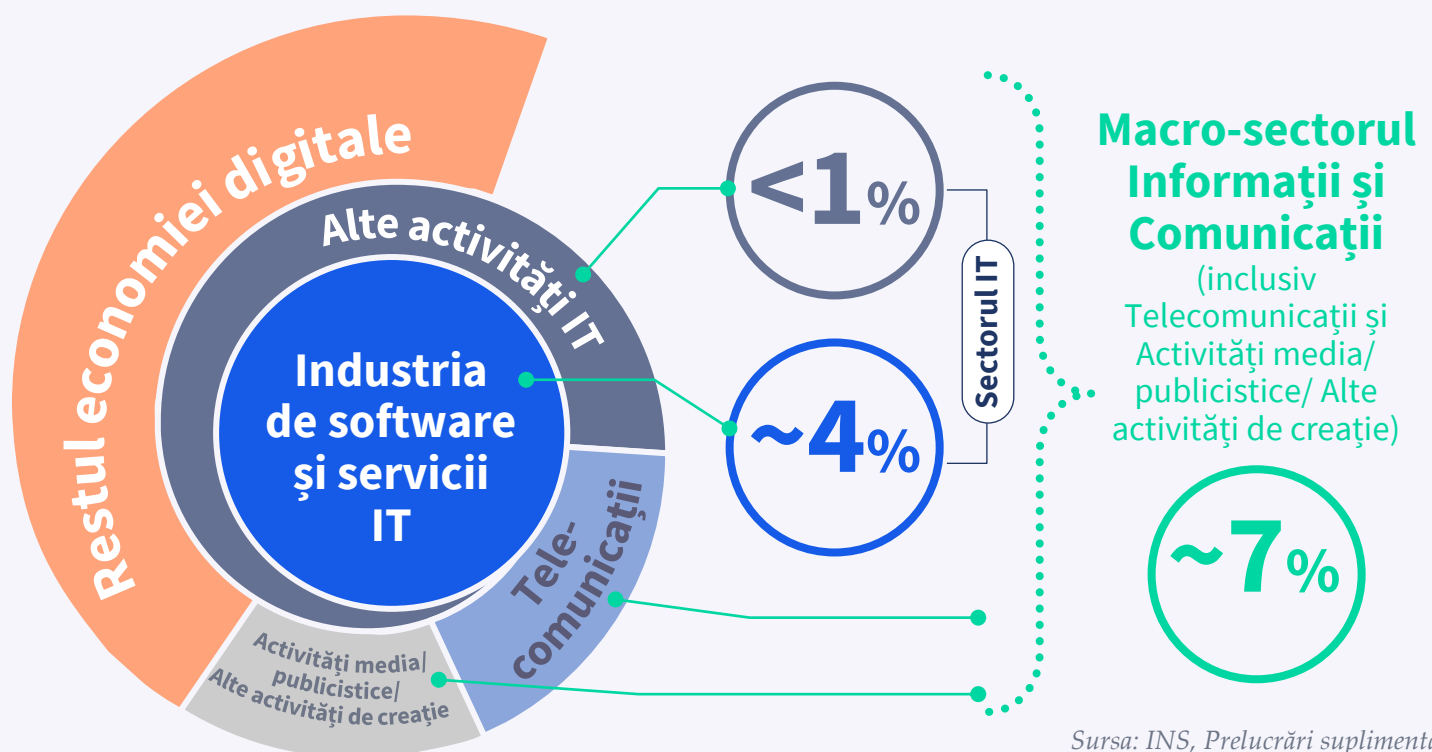 Restul economiei digitale
Alte activități IT
Industria
de software
și servicii
IT
Tele-
comunicații
Activități media/
publicistice/
Alte activități de creație
<1%
~4%
Sectorul IT
Macro-sectorul
Informații și
Comunicații
(inclusiv
Telecomunicații și
Activități media/
publicistice/ Alte
activități de creație)
~7%
Sursa: INS, Prelucrări